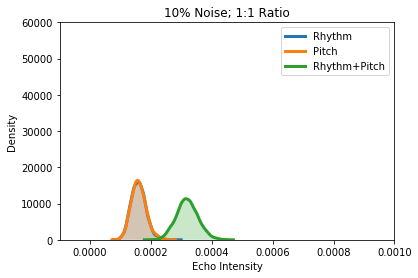 10% Noise; 1:1 Ratio
Rhythm
Pitch
Rhythm+Pitch
60000
50000
40000
30000
20000
10000
0
Density
0.0000 0.0002 0.0004 0.0006 0.0008 0.0010
Echo Intensity